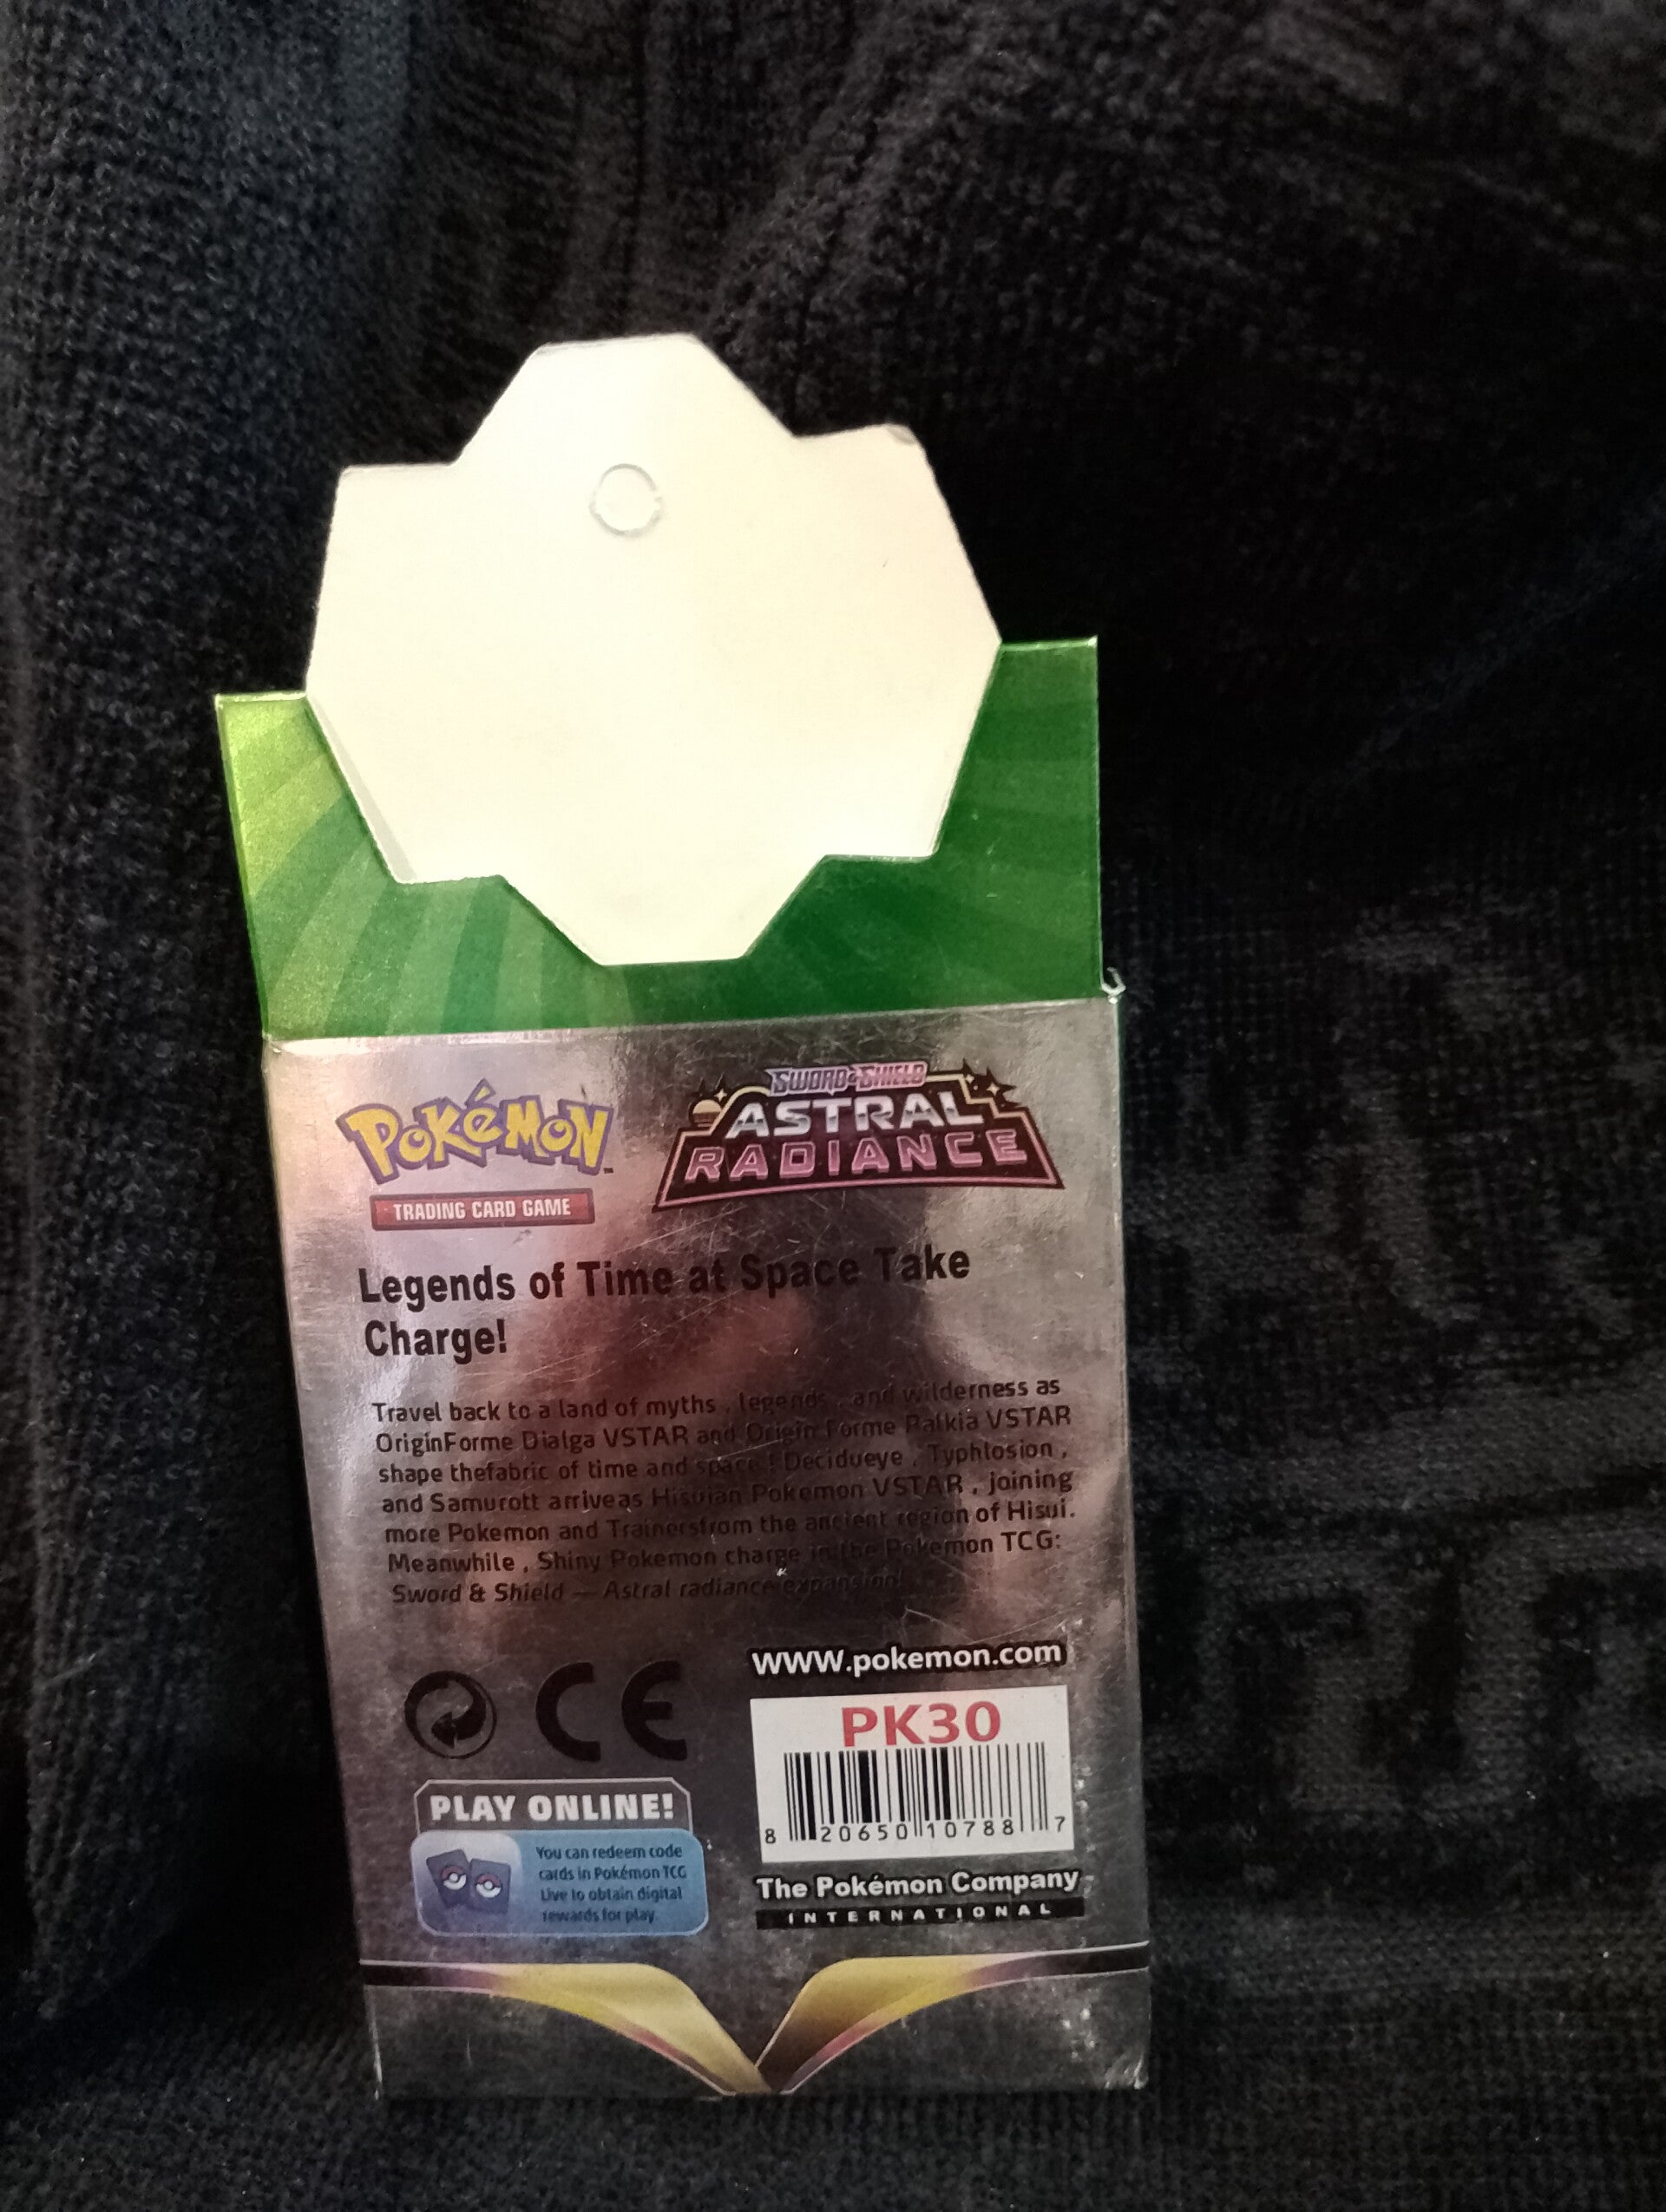 POKéMON™
TRADING CARD GAME
SWORD & SHIELD
ASTRAL
RADIANCE
Legends of Time at Space Take
Charge!
Travel back to a land of myths , legends , and wilderness as
OriginForme Dialga VSTAR and Origin Forme Palkia VSTAR
shape thefabric of time and space ! Decidueye , Typhlosion ,
and Samurott arriveas Hisuian Pokemon VSTAR , joining
more Pokemon and Trainersfrom the ancient region of Hisui.
Meanwhile , Shiny Pokemon charge in the Pokemon TCG:
Sword & Shield — Astral radiance expansion!
WWW.pokemon.com
CE
PK30
8 20650 10788 7
PLAY ONLINE!
You can redeem code
cards in Pokémon TCG
Live to obtain digital
rewards for play.
The Pokémon Company
INTERNATIONAL